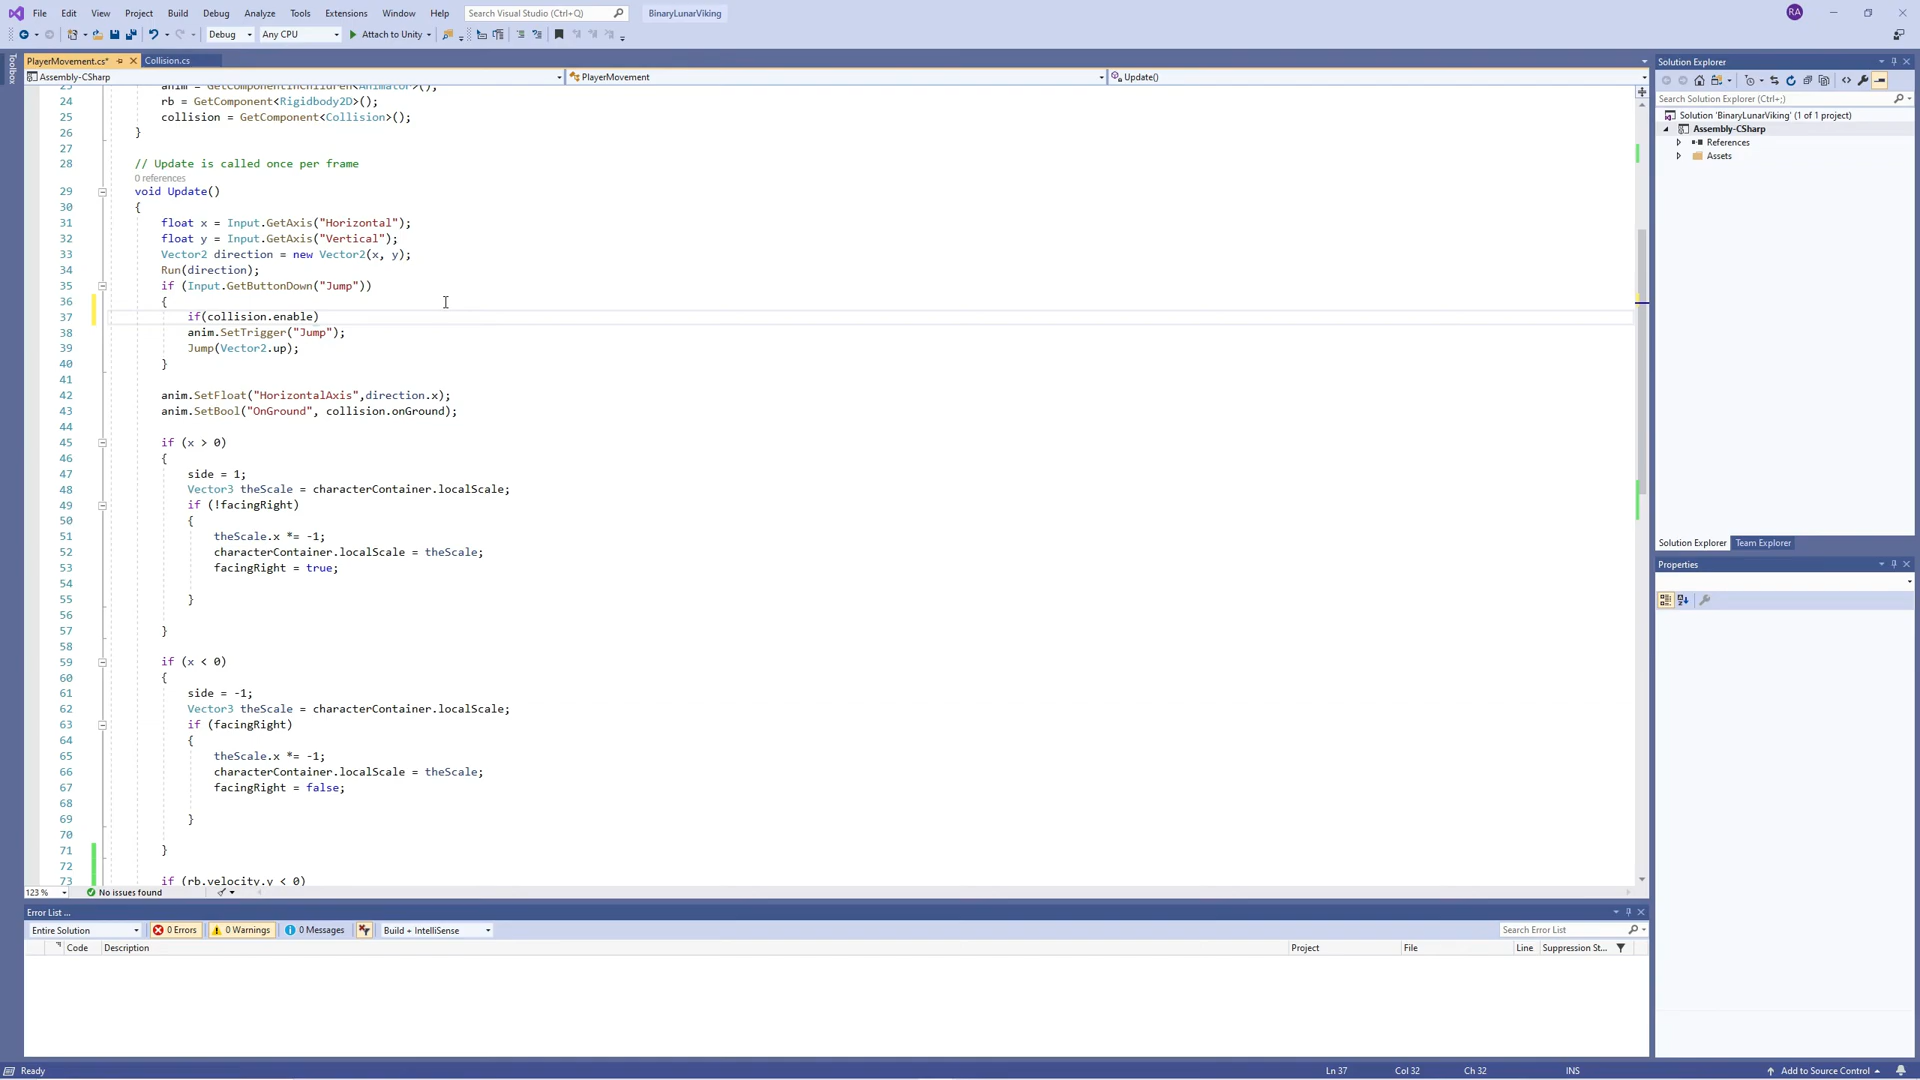 File Edit View Project Build Debug Analyze Tools Extensions Window Help Search Visual Studio (Ctrl+Q) BinaryLunarViking RA
Debug Any CPU Attach to Unity
Toolbox
PlayerMovement.cs* Collision.cs
Assembly-CSharp PlayerMovement Update()
23 anim = GetComponentInChildren<Animator>();
24 rb = GetComponent<Rigidbody2D>();
25 collision = GetComponent<Collision>();
26 }
27
28 // Update is called once per frame
0 references
29 void Update()
30 {
31 float x = Input.GetAxis("Horizontal");
32 float y = Input.GetAxis("Vertical");
33 Vector2 direction = new Vector2(x, y);
34 Run(direction);
35 if (Input.GetButtonDown("Jump"))
36 {
37 if(collision.enable)
38 anim.SetTrigger("Jump");
39 Jump(Vector2.up);
40 }
41
42 anim.SetFloat("HorizontalAxis",direction.x);
43 anim.SetBool("OnGround", collision.onGround);
44
45 if (x > 0)
46 {
47 side = 1;
48 Vector3 theScale = characterContainer.localScale;
49 if (!facingRight)
50 {
51 theScale.x *= -1;
52 characterContainer.localScale = theScale;
53 facingRight = true;
54
55 }
56
57 }
58
59 if (x < 0)
60 {
61 side = -1;
62 Vector3 theScale = characterContainer.localScale;
63 if (facingRight)
64 {
65 theScale.x *= -1;
66 characterContainer.localScale = theScale;
67 facingRight = false;
68
69 }
70
71 }
72
73 if (rb.velocity.y < 0)
123 % No issues found
Error List ...
Entire Solution 0 Errors 0 Warnings 0 Messages Build + IntelliSense Search Error List
Code Description Project File Line Suppression St...
Ready Ln 37 Col 32 Ch 32 INS Add to Source Control
Solution Explorer
Search Solution Explorer (Ctrl+;)
Solution 'BinaryLunarViking' (1 of 1 project)
Assembly-CSharp
References
Assets
Solution Explorer Team Explorer
Properties